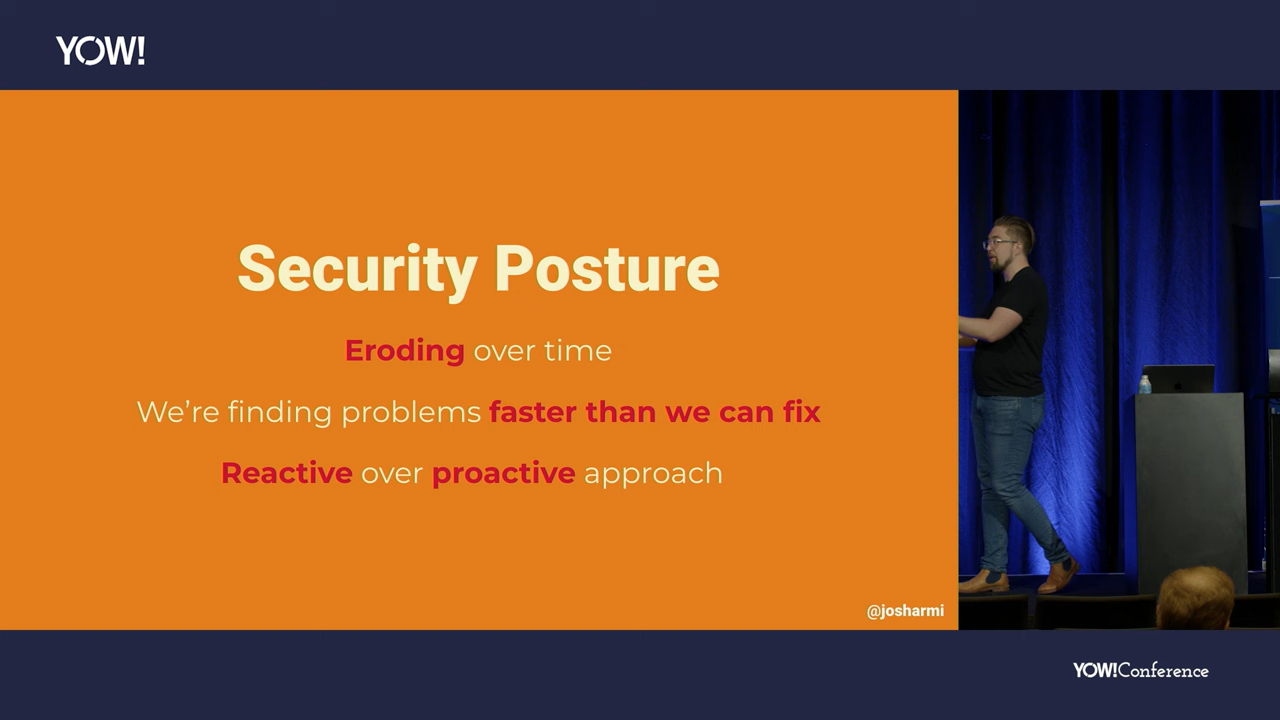 YOW!
Security Posture
Eroding over time
We're finding problems faster than we can fix
Reactive over proactive approach
@josharmi
YOW!Conference